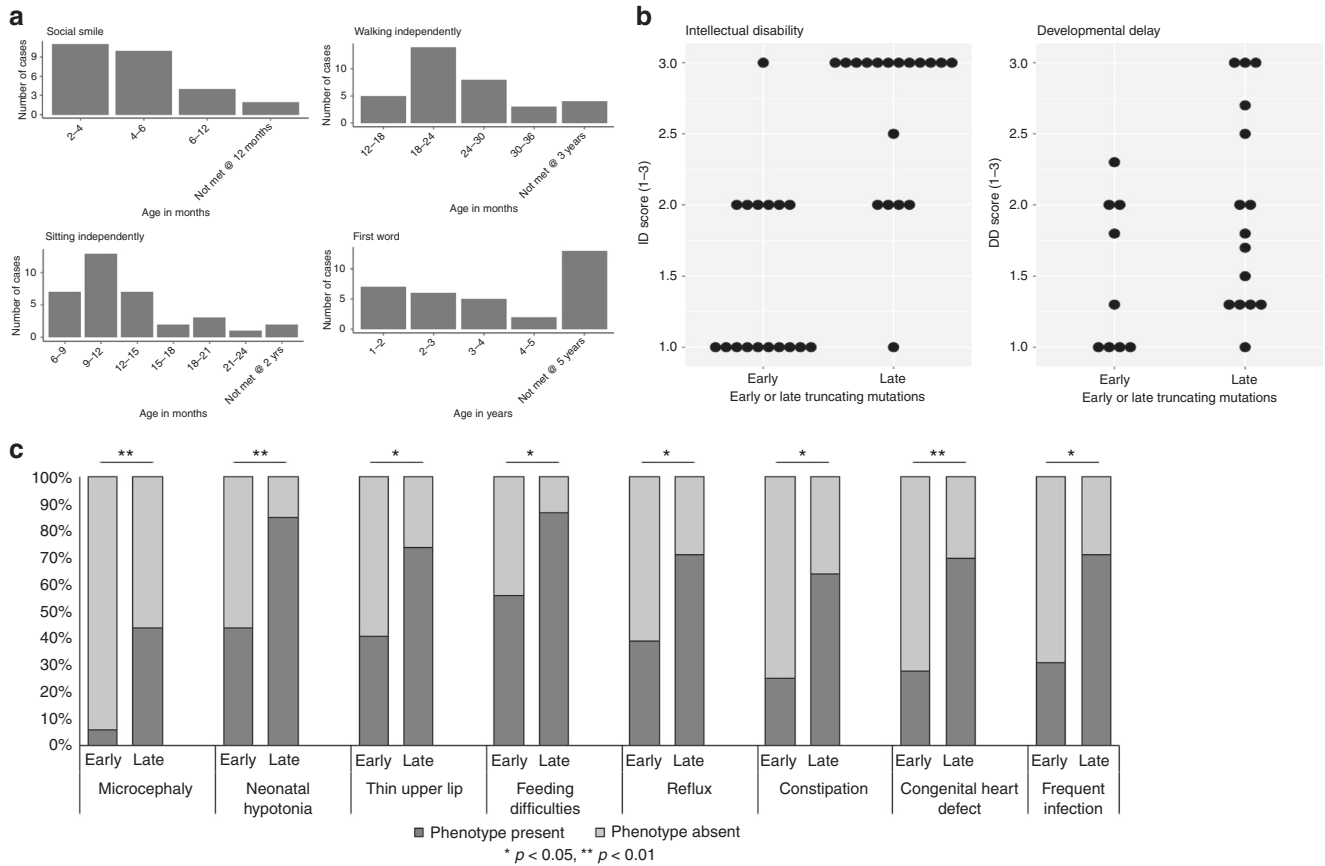 a
Social smile
Number of cases
9
6
3
0
2–4
4–6
6–12
Not met @ 12 months
Age in months
Walking independently
Number of cases
10
5
0
12–18
18–24
24–30
30–36
Not met @ 3 years
Age in months
Sitting independently
Number of cases
10
5
0
6–9
9–12
12–15
15–18
18–21
21–24
Not met @ 2 yrs
Age in months
First word
Number of cases
10
5
0
1–2
2–3
3–4
4–5
Not met @ 5 years
Age in years
b
Intellectual disability
ID score (1–3)
3.0
2.5
2.0
1.5
1.0
Early Late
Early or late truncating mutations
Developmental delay
DD score (1–3)
3.0
2.5
2.0
1.5
1.0
Early Late
Early or late truncating mutations
c
** ** * * * * ** *
100%
90%
80%
70%
60%
50%
40%
30%
20%
10%
0%
Early Late Early Late Early Late Early Late Early Late Early Late Early Late Early Late
Microcephaly
Neonatal
hypotonia
Thin upper lip
Feeding
difficulties
Reflux
Constipation
Congenital heart
defect
Frequent
infection
Phenotype present Phenotype absent
* p < 0.05, ** p < 0.01